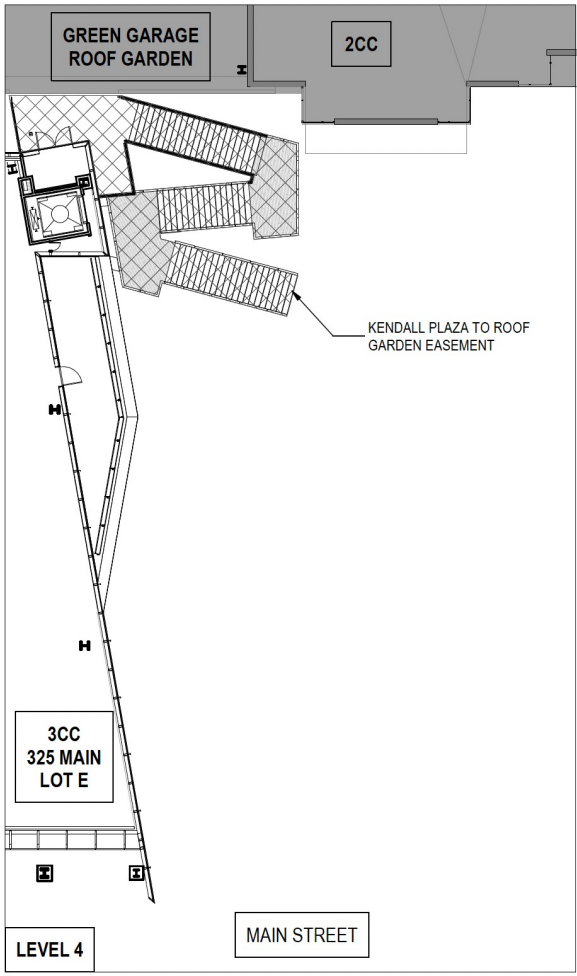 GREEN GARAGE
ROOF GARDEN
2CC
KENDALL PLAZA TO ROOF
GARDEN EASEMENT
3CC
325 MAIN
LOT E
LEVEL 4
MAIN STREET